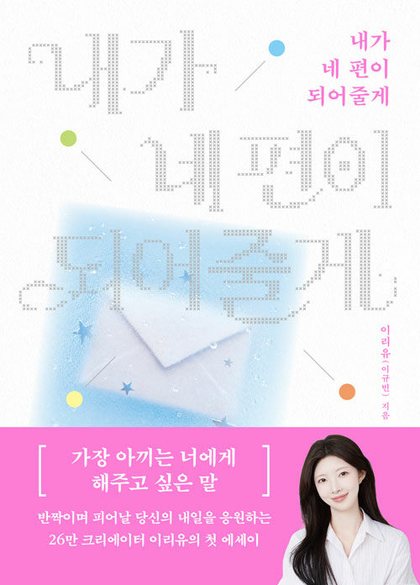 내가
네 편이
되어줄게
내가
네 편이
되어줄게
이리유(이규빈) 지음
[ 가장 아끼는 너에게
해주고 싶은 말 ]
반짝이며 피어날 당신의 내일을 응원하는
26만 크리에이터 이리유의 첫 에세이